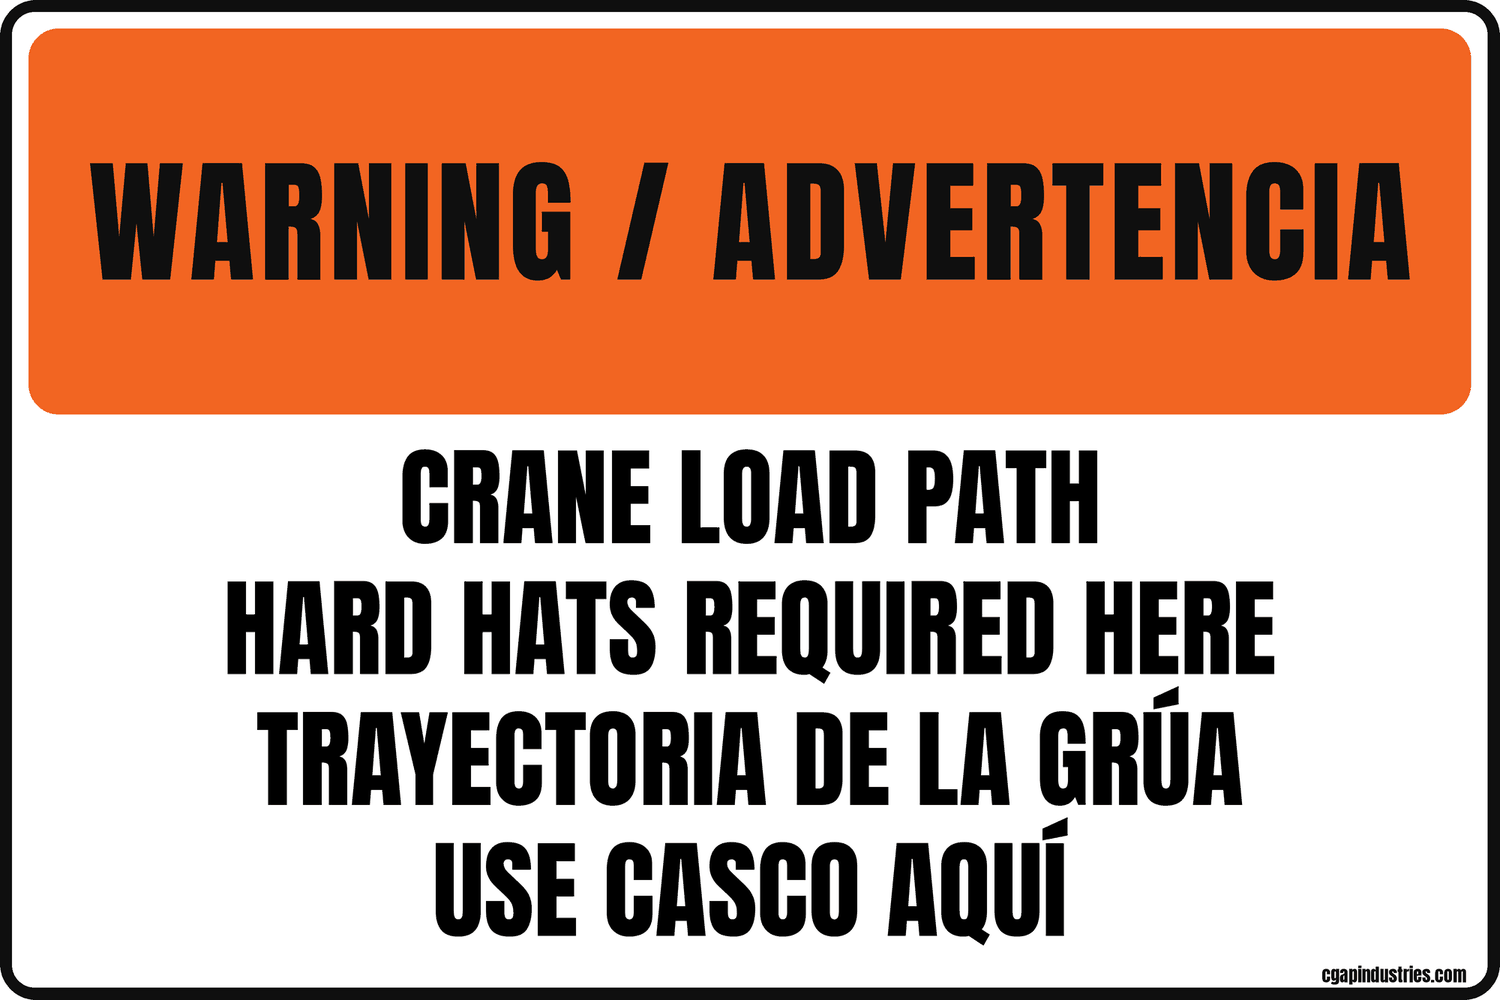 WARNING / ADVERTENCIA
CRANE LOAD PATH
HARD HATS REQUIRED HERE
TRAYECTORIA DE LA GRÚA
USE CASCO AQUÍ
cgapindustries.com